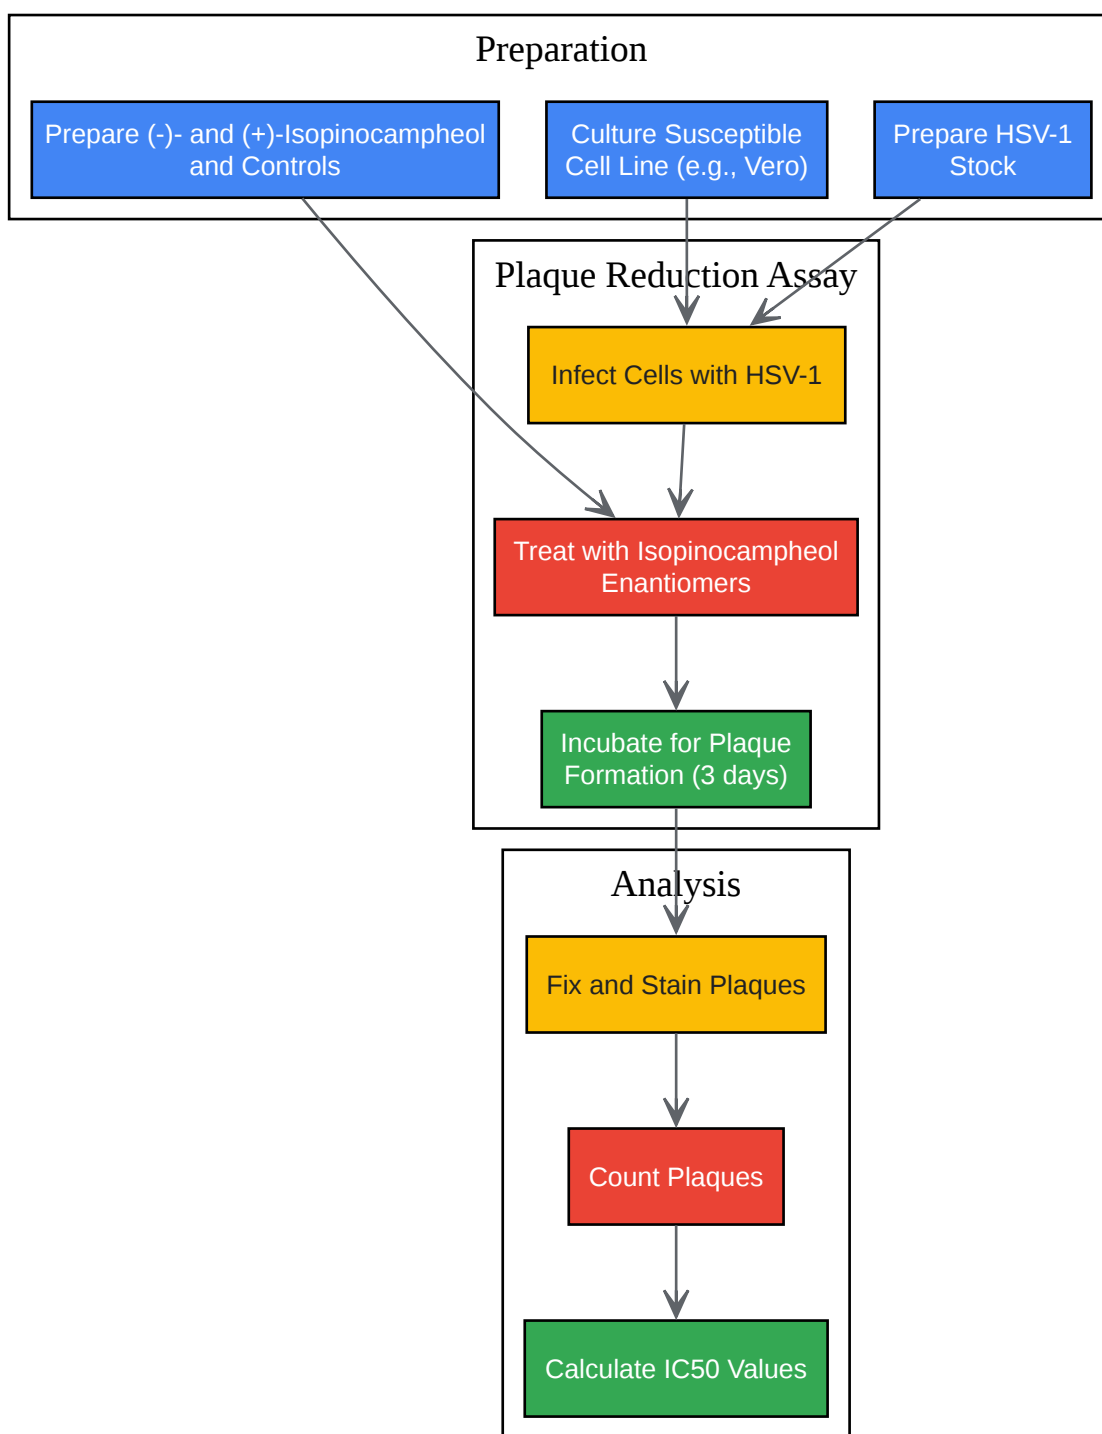 Preparation
Prepare (-)- and (+)-Isopinocampheol
and Controls
Culture Susceptible
Cell Line (e.g., Vero)
Prepare HSV-1
Stock
Plaque Reduction Assay
Infect Cells with HSV-1
Treat with Isopinocampheol
Enantiomers
Incubate for Plaque
Formation (3 days)
Analysis
Fix and Stain Plaques
Count Plaques
Calculate IC50 Values